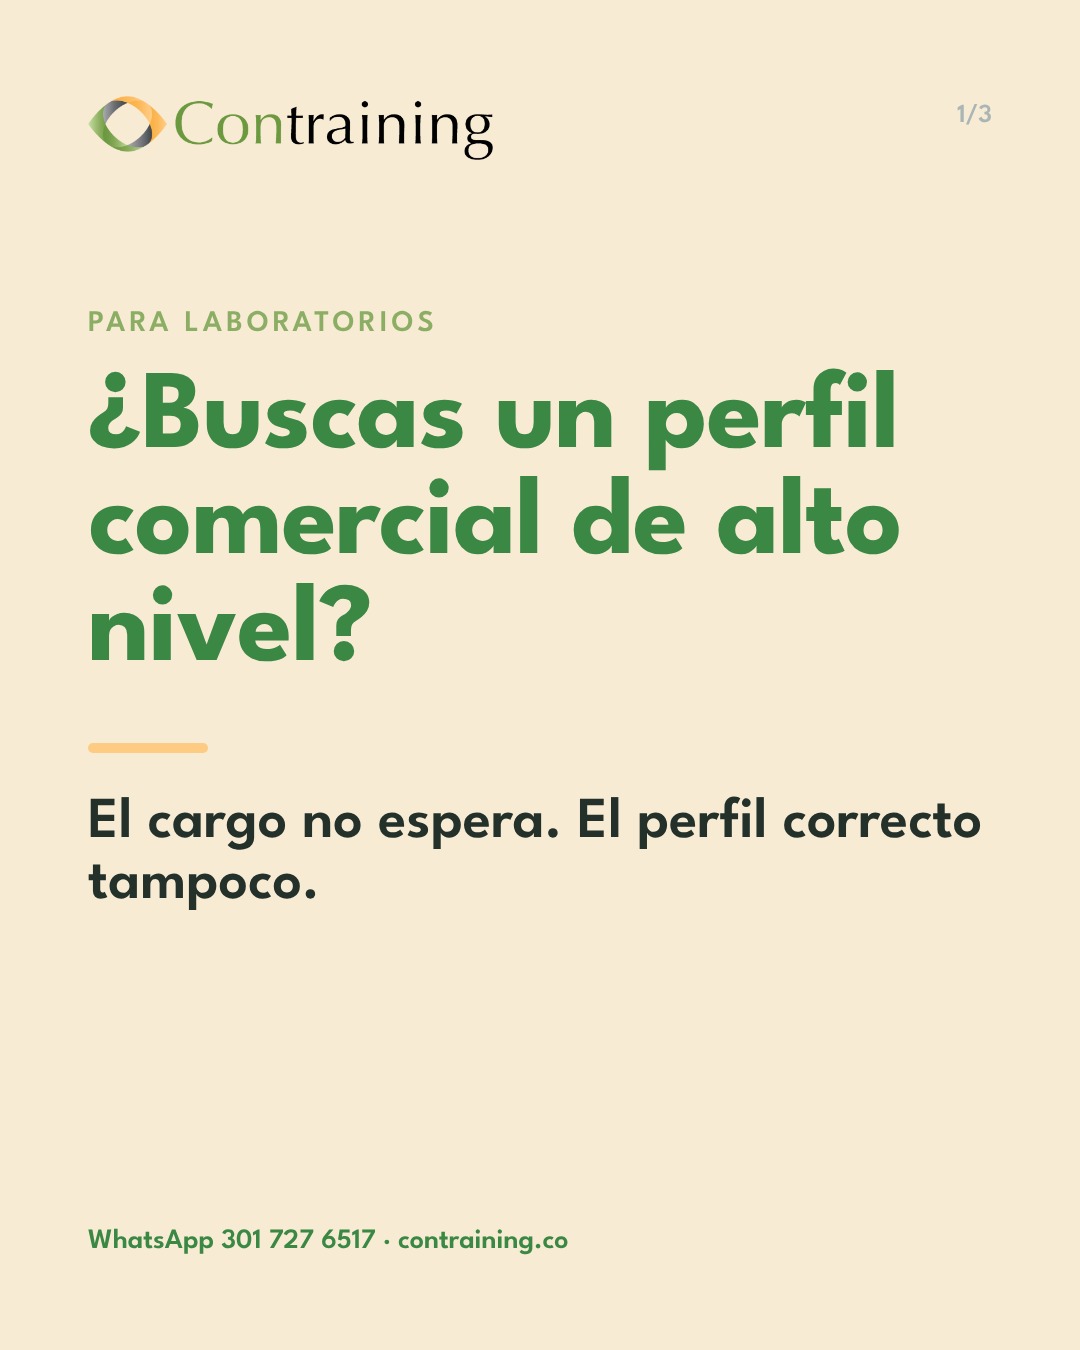 Contraining
1/3
PARA LABORATORIOS
¿Buscas un perfil
comercial de alto
nivel?
El cargo no espera. El perfil correcto
tampoco.
WhatsApp 301 727 6517 · contraining.co